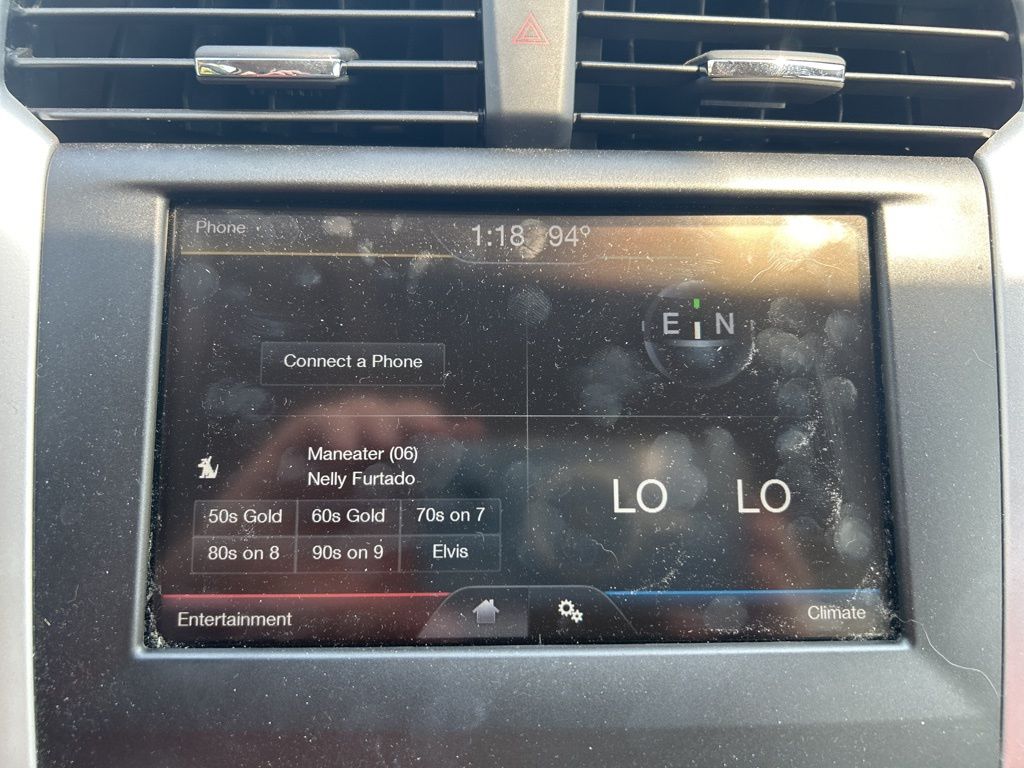 Phone
1:18 94°
E N
Connect a Phone
Maneater (06)
Nelly Furtado
LO LO
50s Gold 60s Gold 70s on 7
80s on 8 90s on 9 Elvis
Entertainment
Climate